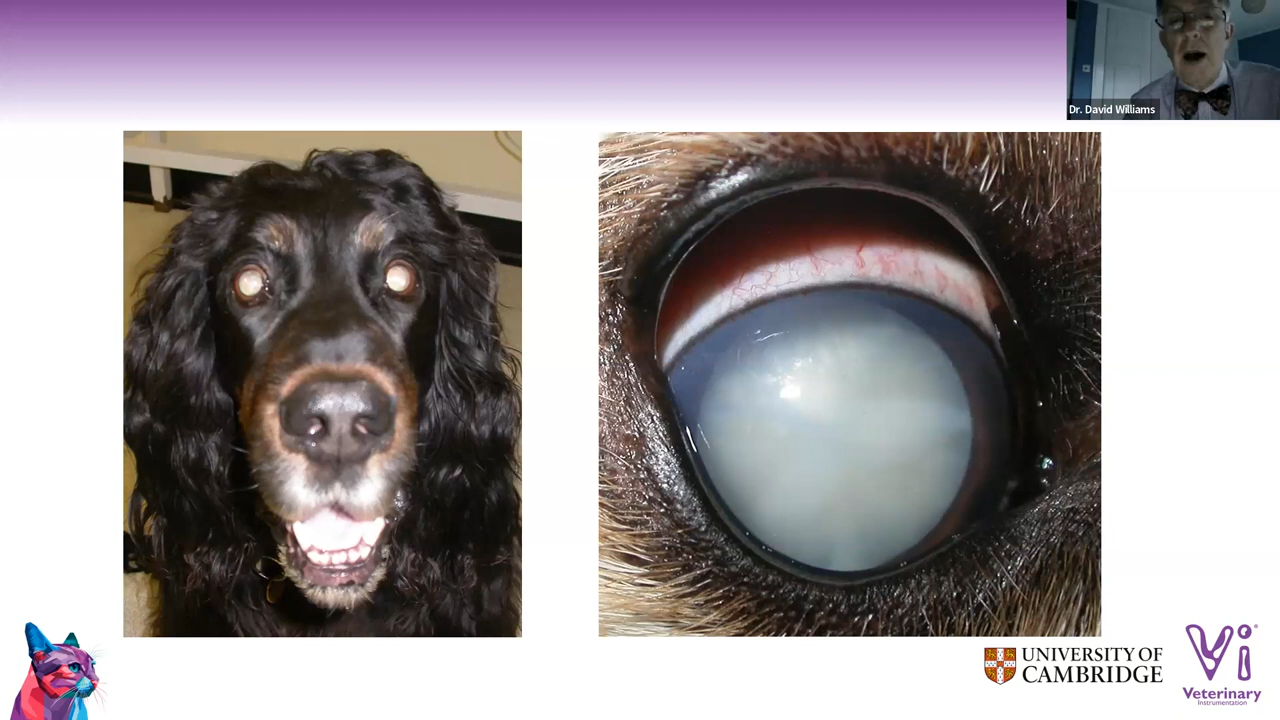 Dr. David Williams
UNIVERSITY OF
CAMBRIDGE
Vi
Veterinary
Instrumentation